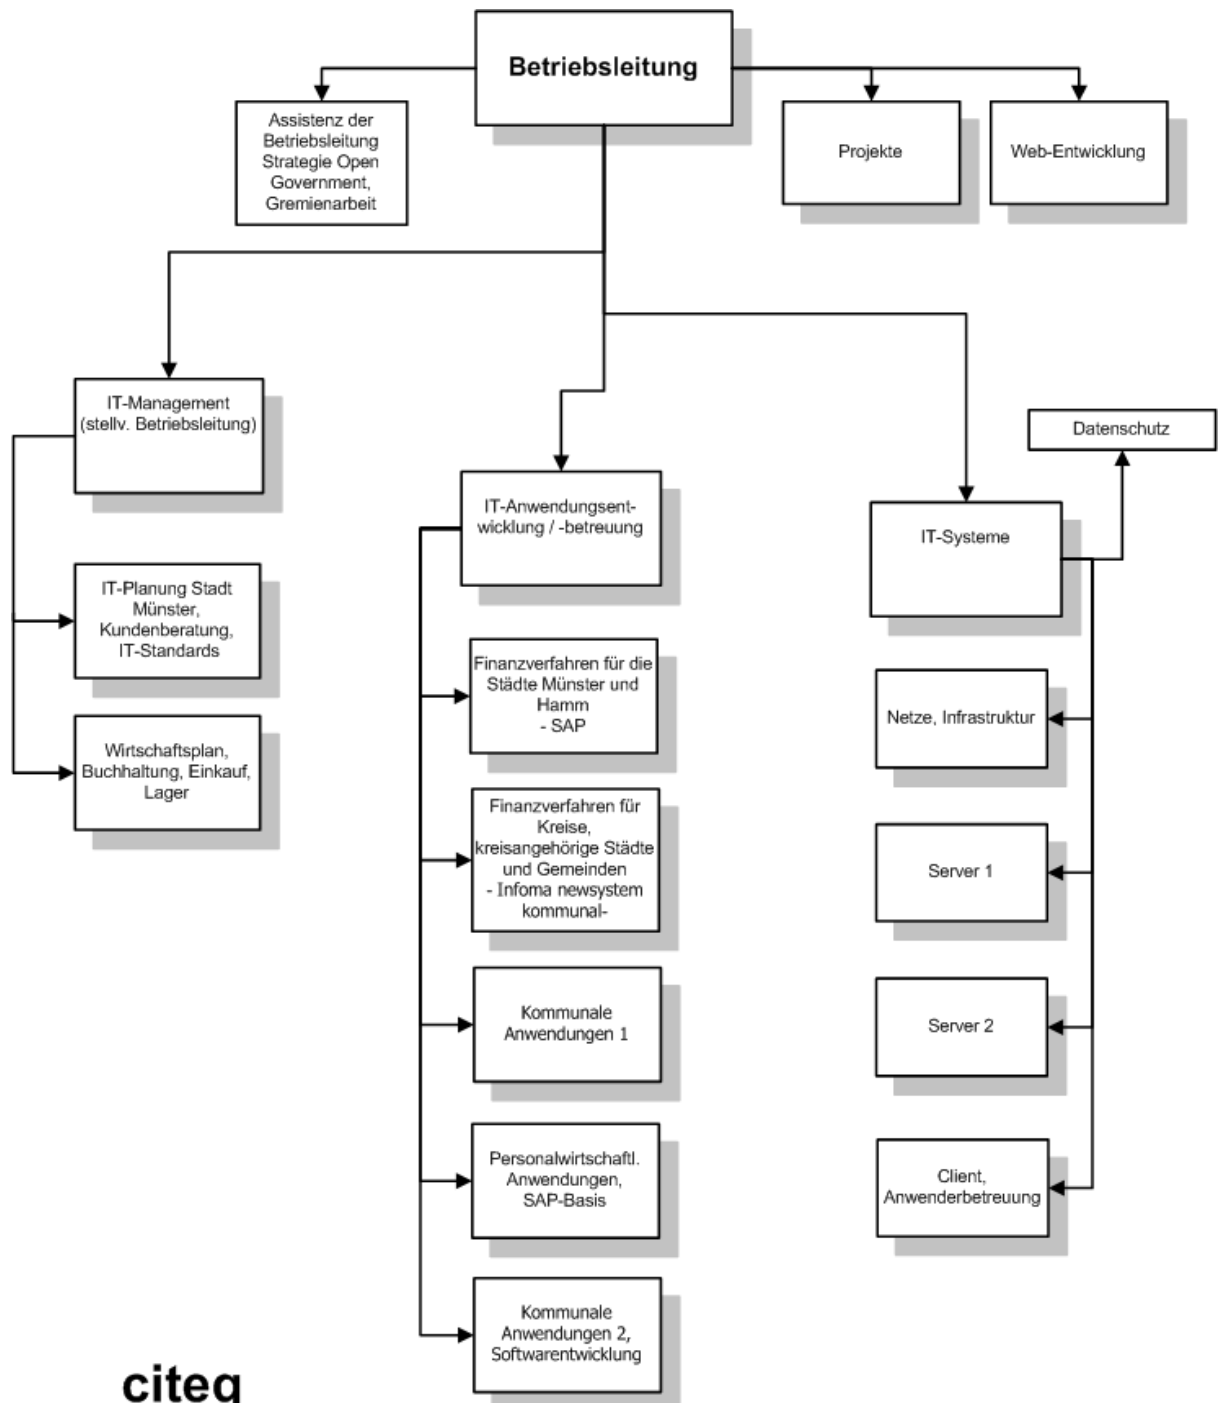 Betriebsleitung
Assistenz der
Betriebsleitung
Strategie Open
Government,
Gremienarbeit
Projekte
Web-Entwicklung
IT-Management
(stellv. Betriebsleitung)
IT-Planung Stadt
Münster,
Kundenberatung,
IT-Standards
Wirtschaftsplan,
Buchhaltung, Einkauf,
Lager
IT-Anwendungsent-
wicklung / -betreuung
Finanzverfahren für die
Städte Münster und
Hamm
- SAP
Finanzverfahren für
Kreise,
kreisangehörige Städte
und Gemeinden
- Infoma newsystem
kommunal-
Kommunale
Anwendungen 1
Personalwirtschaftl.
Anwendungen,
SAP-Basis
Kommunale
Anwendungen 2,
Softwarentwicklung
Datenschutz
IT-Systeme
Netze, Infrastruktur
Server 1
Server 2
Client,
Anwenderbetreuung
citeq